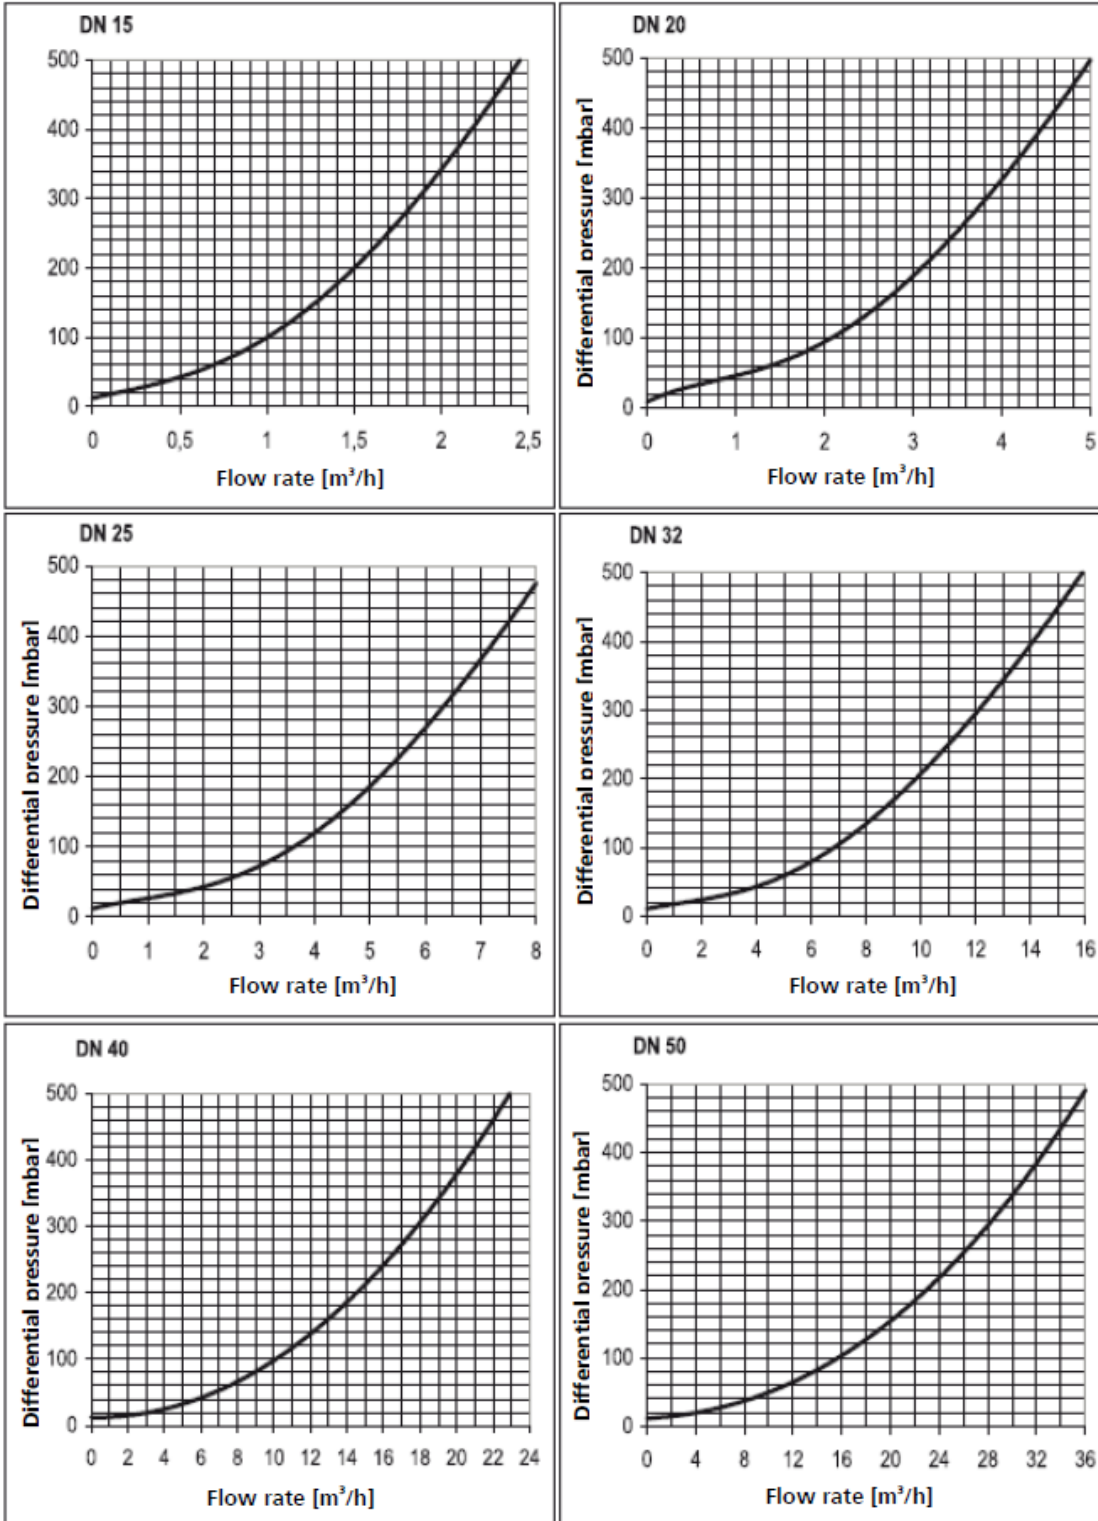 DN 15
500
400
300
200
100
0
0 0,5 1 1,5 2 2,5
Flow rate [m³/h]
DN 20
Differential pressure [mbar]
500
400
300
200
100
0
0 1 2 3 4 5
Flow rate [m³/h]
DN 25
Differential pressure [mbar]
500
400
300
200
100
0
0 1 2 3 4 5 6 7 8
Flow rate [m³/h]
DN 32
Differential pressure [mbar]
500
400
300
200
100
0
0 2 4 6 8 10 12 14 16
Flow rate [m³/h]
DN 40
Differential pressure [mbar]
500
400
300
200
100
0
0 2 4 6 8 10 12 14 16 18 20 22 24
Flow rate [m³/h]
DN 50
Differential pressure [mbar]
500
400
300
200
100
0
0 4 8 12 16 20 24 28 32 36
Flow rate [m³/h]